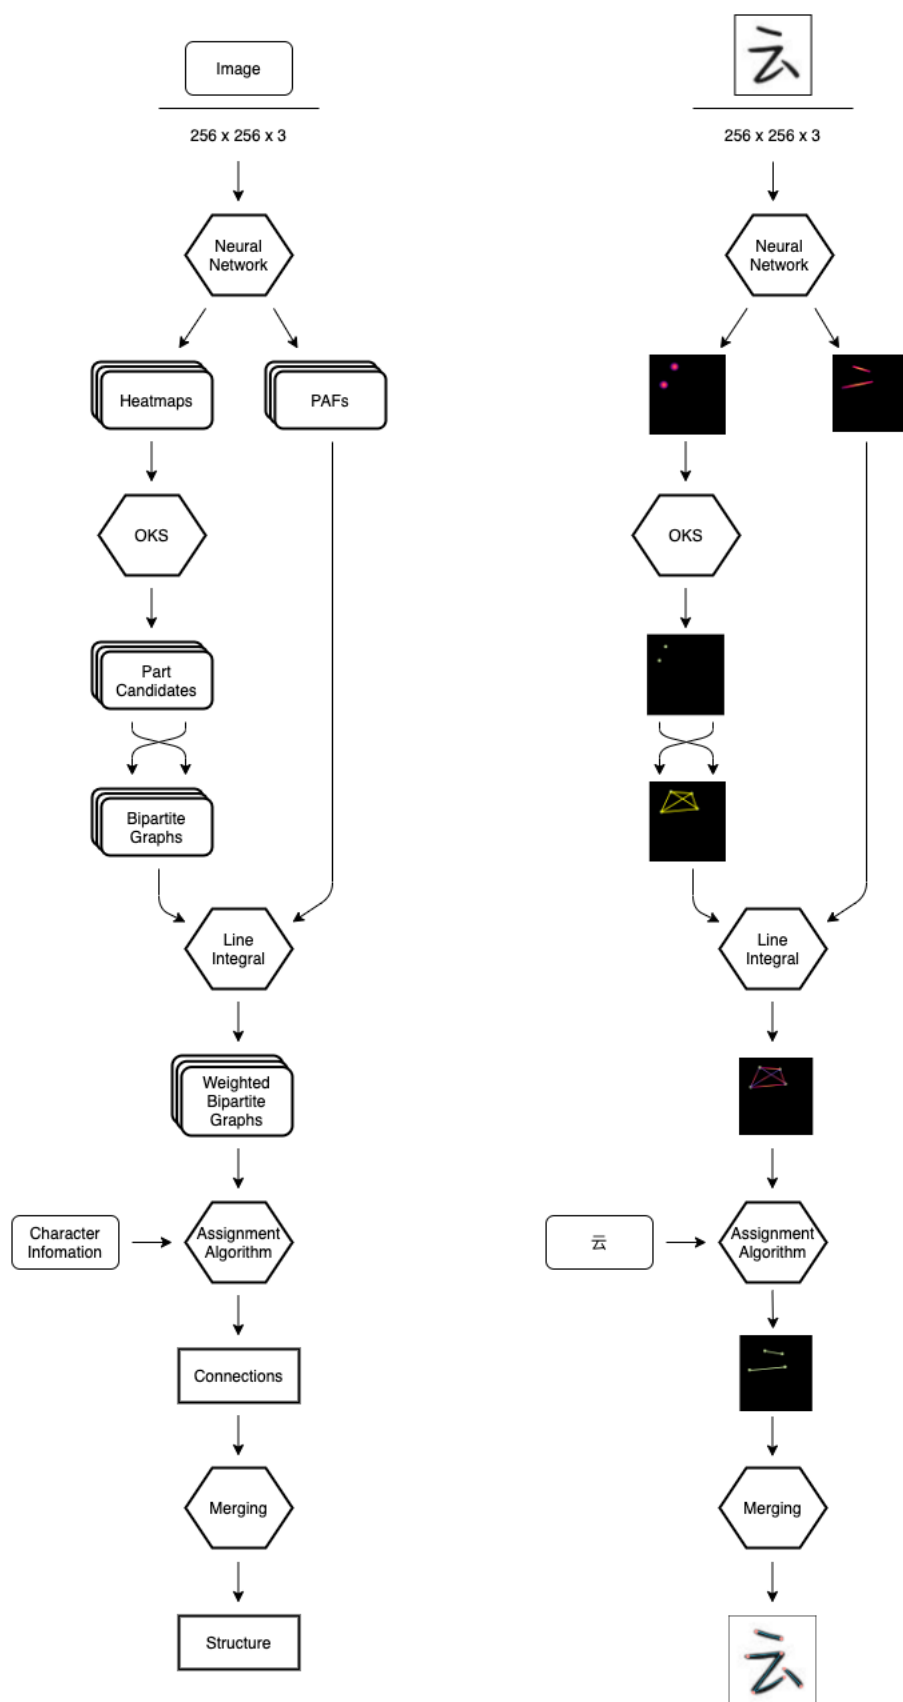 Image
256 x 256 x 3
Neural
Network
Heatmaps
PAFs
OKS
Part
Candidates
Bipartite
Graphs
Line
Integral
Weighted
Bipartite
Graphs
Character
Infomation
Assignment
Algorithm
Connections
Merging
Structure
云
256 x 256 x 3
Neural
Network
OKS
Line
Integral
云
Assignment
Algorithm
Merging
云